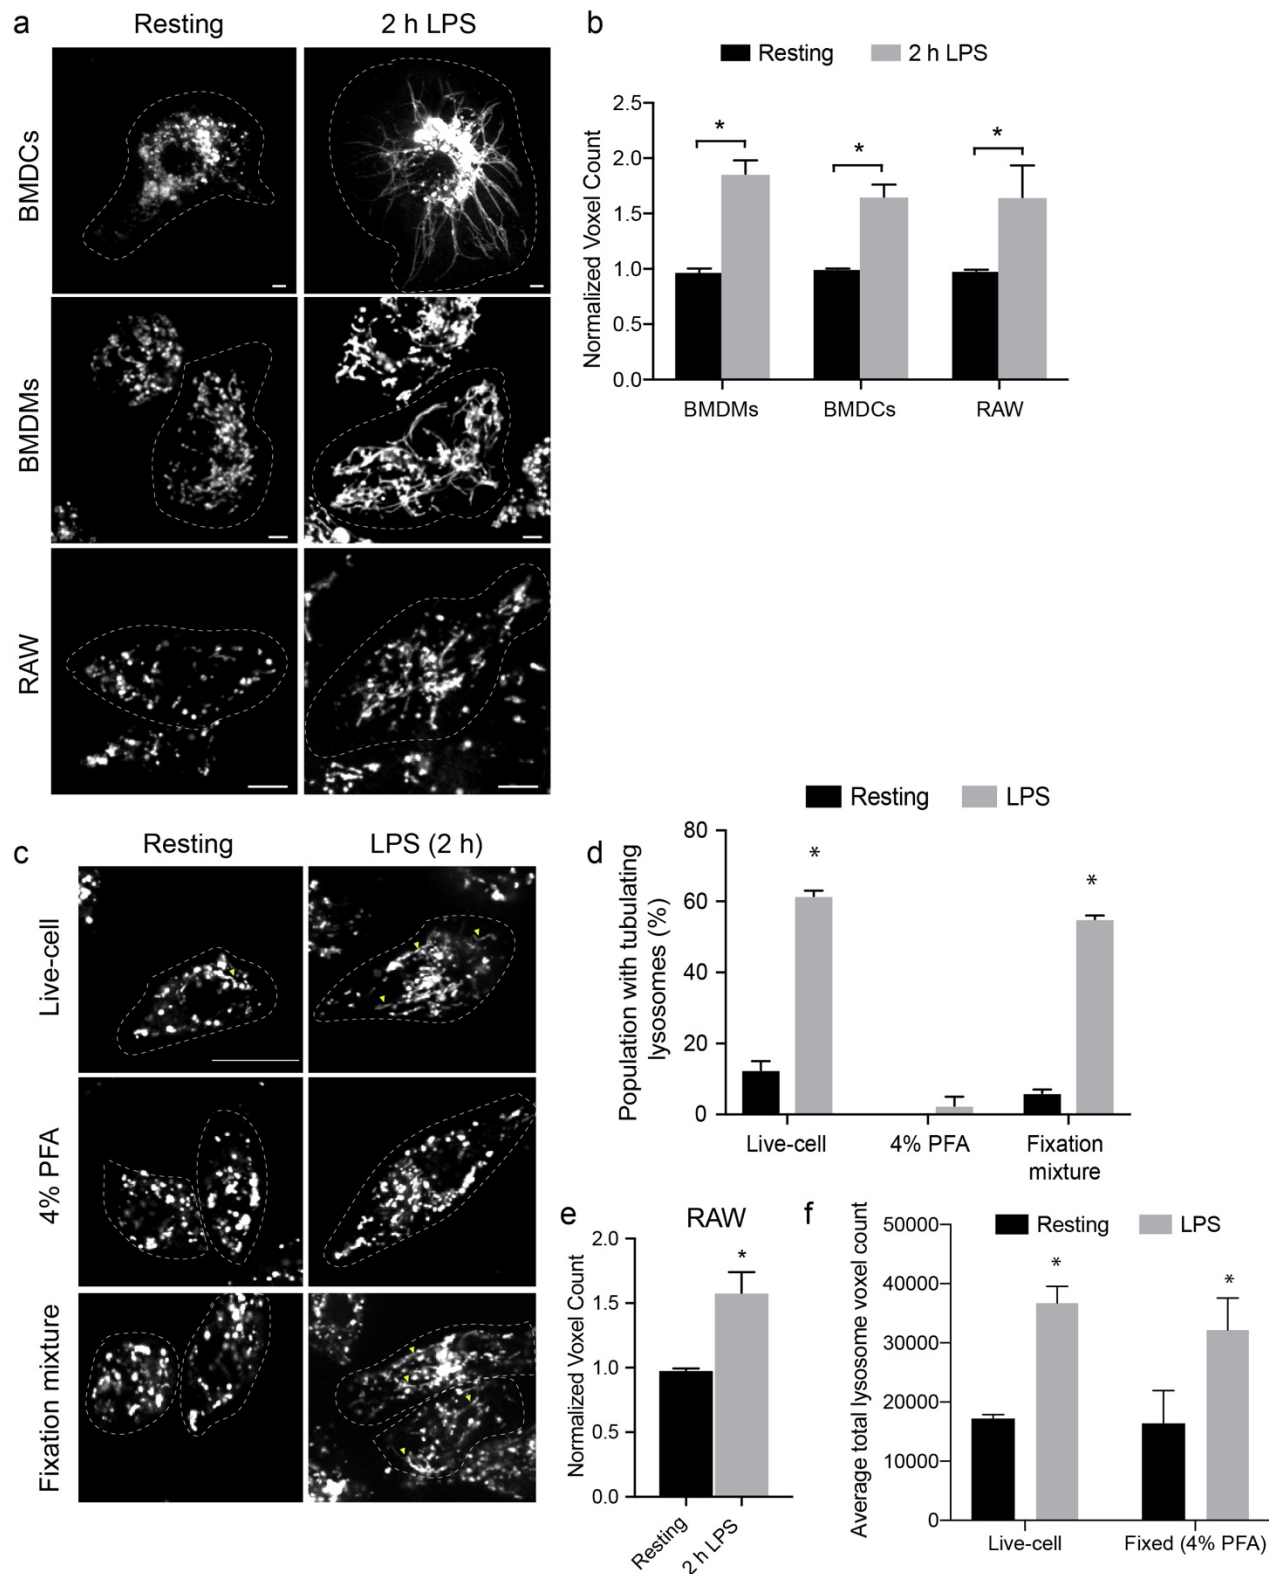 a
Resting
2 h LPS
BMDCs
BMDMs
RAW
b
Resting
2 h LPS
Normalized Voxel Count
2.5
2.0
1.5
1.0
0.5
0.0
*
*
*
BMDMs
BMDCs
RAW
c
Resting
LPS (2 h)
Live-cell
4% PFA
Fixation mixture
d
Resting
LPS
Population with tubulating
lysosomes (%)
80
60
40
20
0
*
*
Live-cell
4% PFA
Fixation
mixture
e
RAW
Normalized Voxel Count
2.0
1.5
1.0
0.5
0.0
*
Resting
2 h LPS
f
Resting
LPS
Average total lysosome voxel count
50000
40000
30000
20000
10000
0
*
*
Live-cell
Fixed (4% PFA)